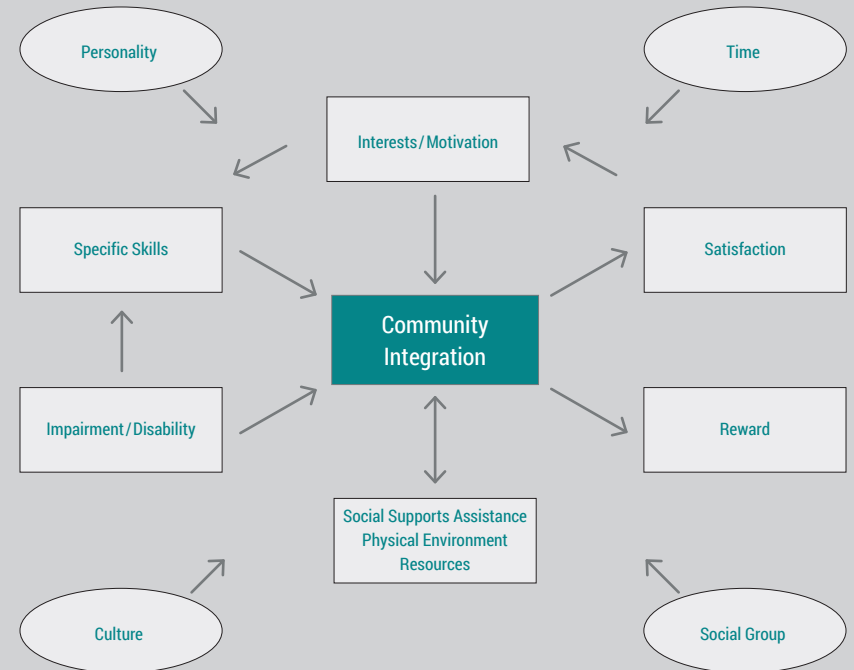 Personality
Time
Interests/Motivation
Specific Skills
Satisfaction
Community
Integration
Impairment/Disability
Reward
Social Supports Assistance
Physical Environment
Resources
Culture
Social Group